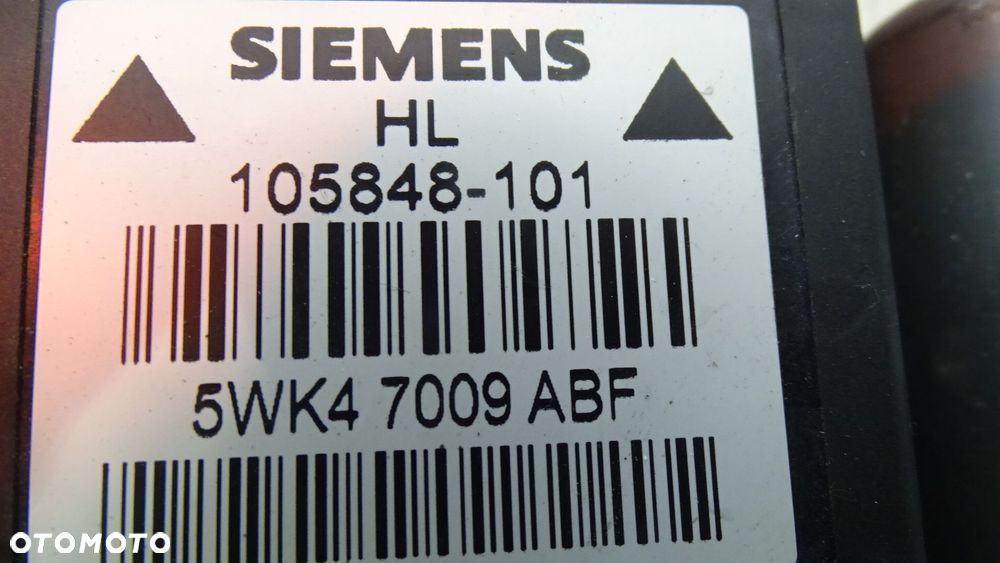 SIEMENS
HL
105848-101
5WK4 7009 ABF
OTOMOTO